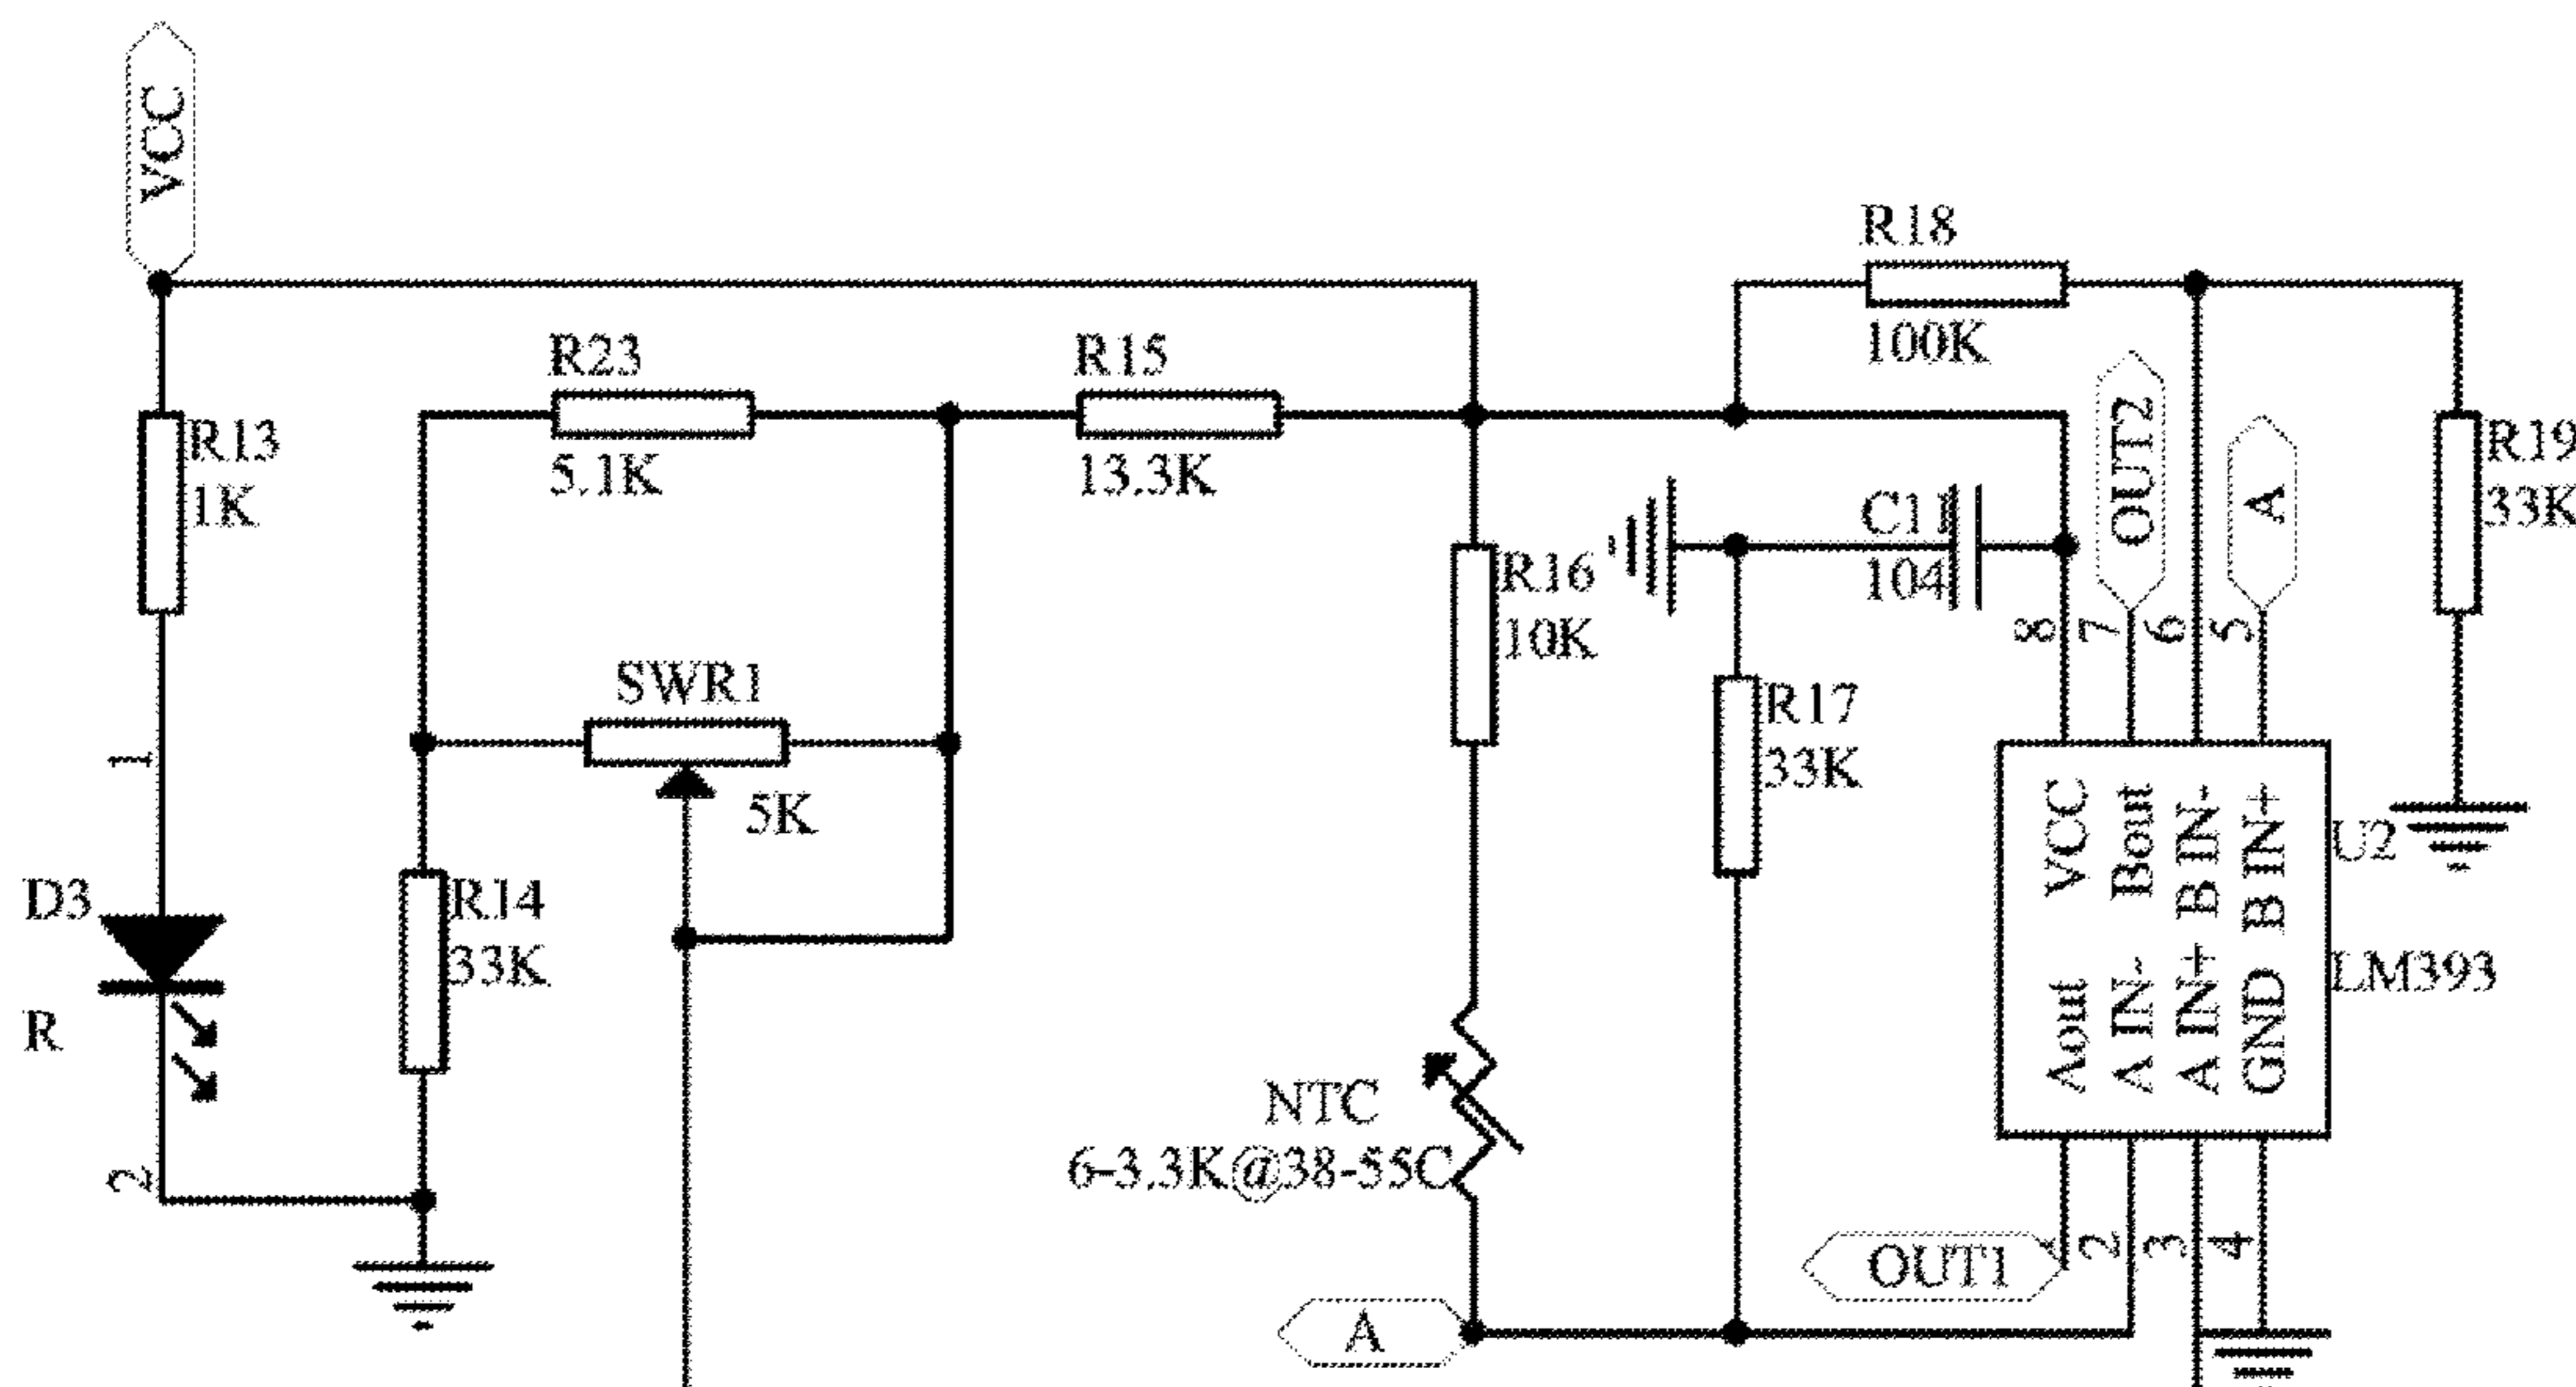 VCC
R18
100K
R23
5.1K
R15
13.3K
R13
1K
OUT2
A
R19
33K
C11
104
R16
10K
8
7
6
5
SWR1
5K
R17
33K
1
D3
R
R14
33K
VCC
Bout
B IN-
B IN+
U2
LM393
Aout
A IN-
A IN+
GND
NTC
6-3.3K@38-55C
2
OUT1
1
2
3
4
A